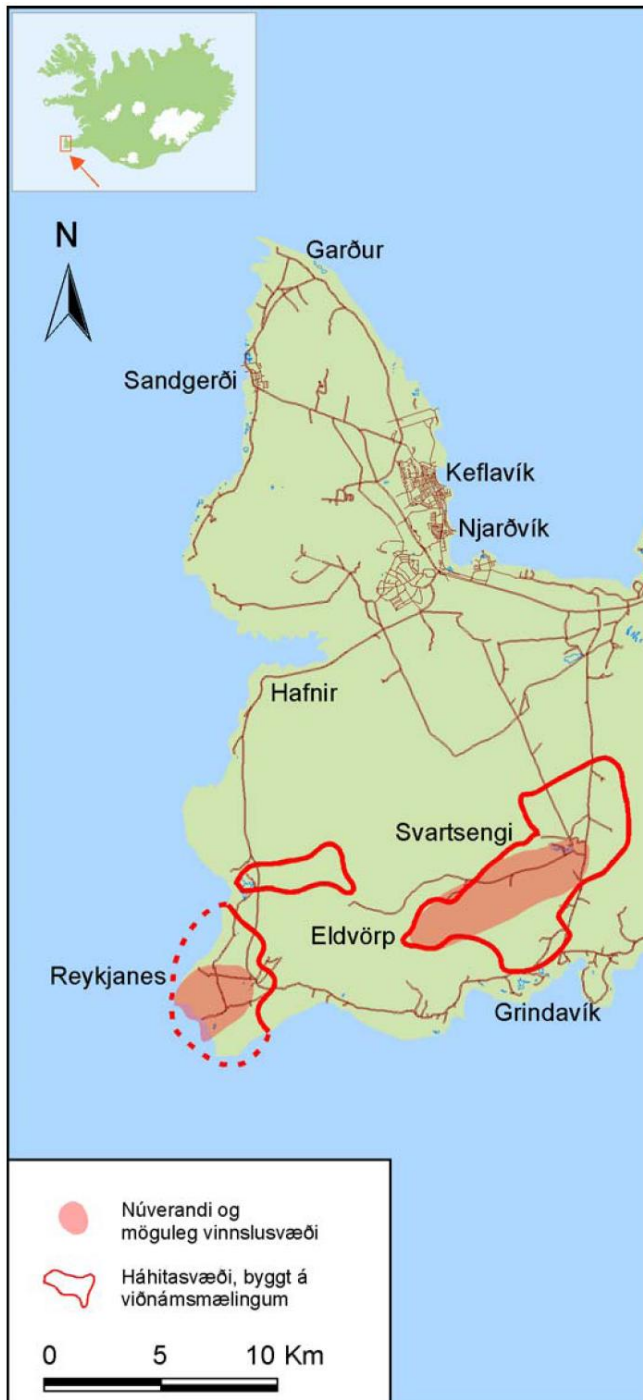 N
Garður
Sandgerði
Keflavík
Njarðvík
Hafnir
Svartsengi
Eldvörp
Reykjanes
Grindavík
Núverandi og
möguleg vinnslusvæði
Háhitasvæði, byggt á
viðnámsmælingum
0 5 10 Km